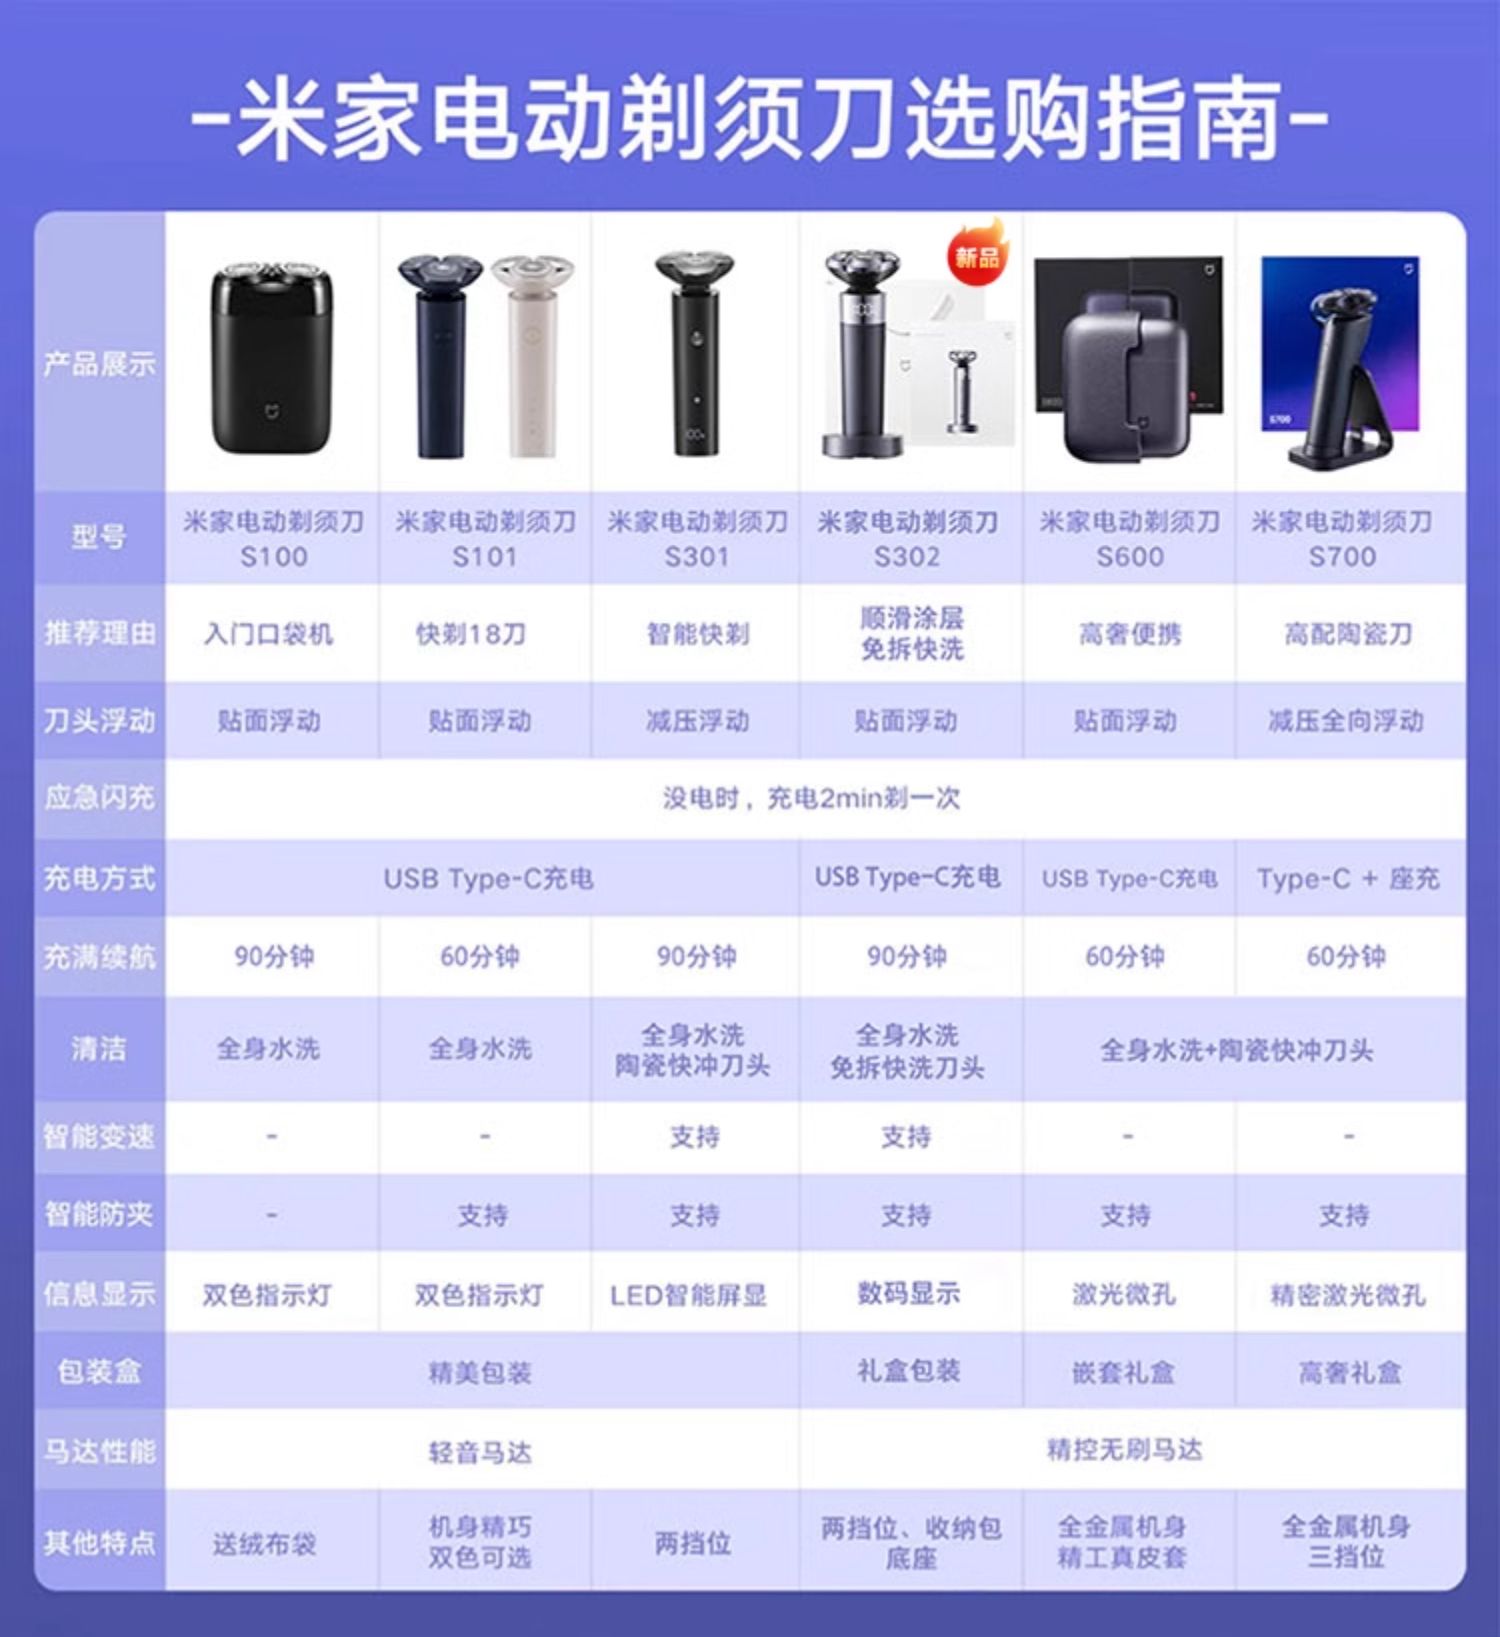 -米家电动剃须刀选购指南-
产品展示
新品
S700
型号
米家电动剃须刀
S100
米家电动剃须刀
S101
米家电动剃须刀
S301
米家电动剃须刀
S302
米家电动剃须刀
S600
米家电动剃须刀
S700
推荐理由
入门口袋机
快剃18刀
智能快剃
顺滑涂层
免拆快洗
高奢便携
高配陶瓷刀
刀头浮动
贴面浮动
贴面浮动
减压浮动
贴面浮动
贴面浮动
减压全向浮动
应急闪充
没电时，充电2min剃一次
充电方式
USB Type-C充电
USB Type-C充电
USB Type-C充电
Type-C + 座充
充满续航
90分钟
60分钟
90分钟
90分钟
60分钟
60分钟
清洁
全身水洗
全身水洗
全身水洗
陶瓷快冲刀头
全身水洗
免拆快洗刀头
全身水洗+陶瓷快冲刀头
智能变速
-
-
支持
支持
-
-
智能防夹
-
支持
支持
支持
支持
支持
信息显示
双色指示灯
双色指示灯
LED智能屏显
数码显示
激光微孔
精密激光微孔
包装盒
精美包装
礼盒包装
嵌套礼盒
高奢礼盒
马达性能
轻音马达
精控无刷马达
其他特点
送绒布袋
机身精巧
双色可选
两挡位
两挡位、收纳包
底座
全金属机身
精工真皮套
全金属机身
三挡位